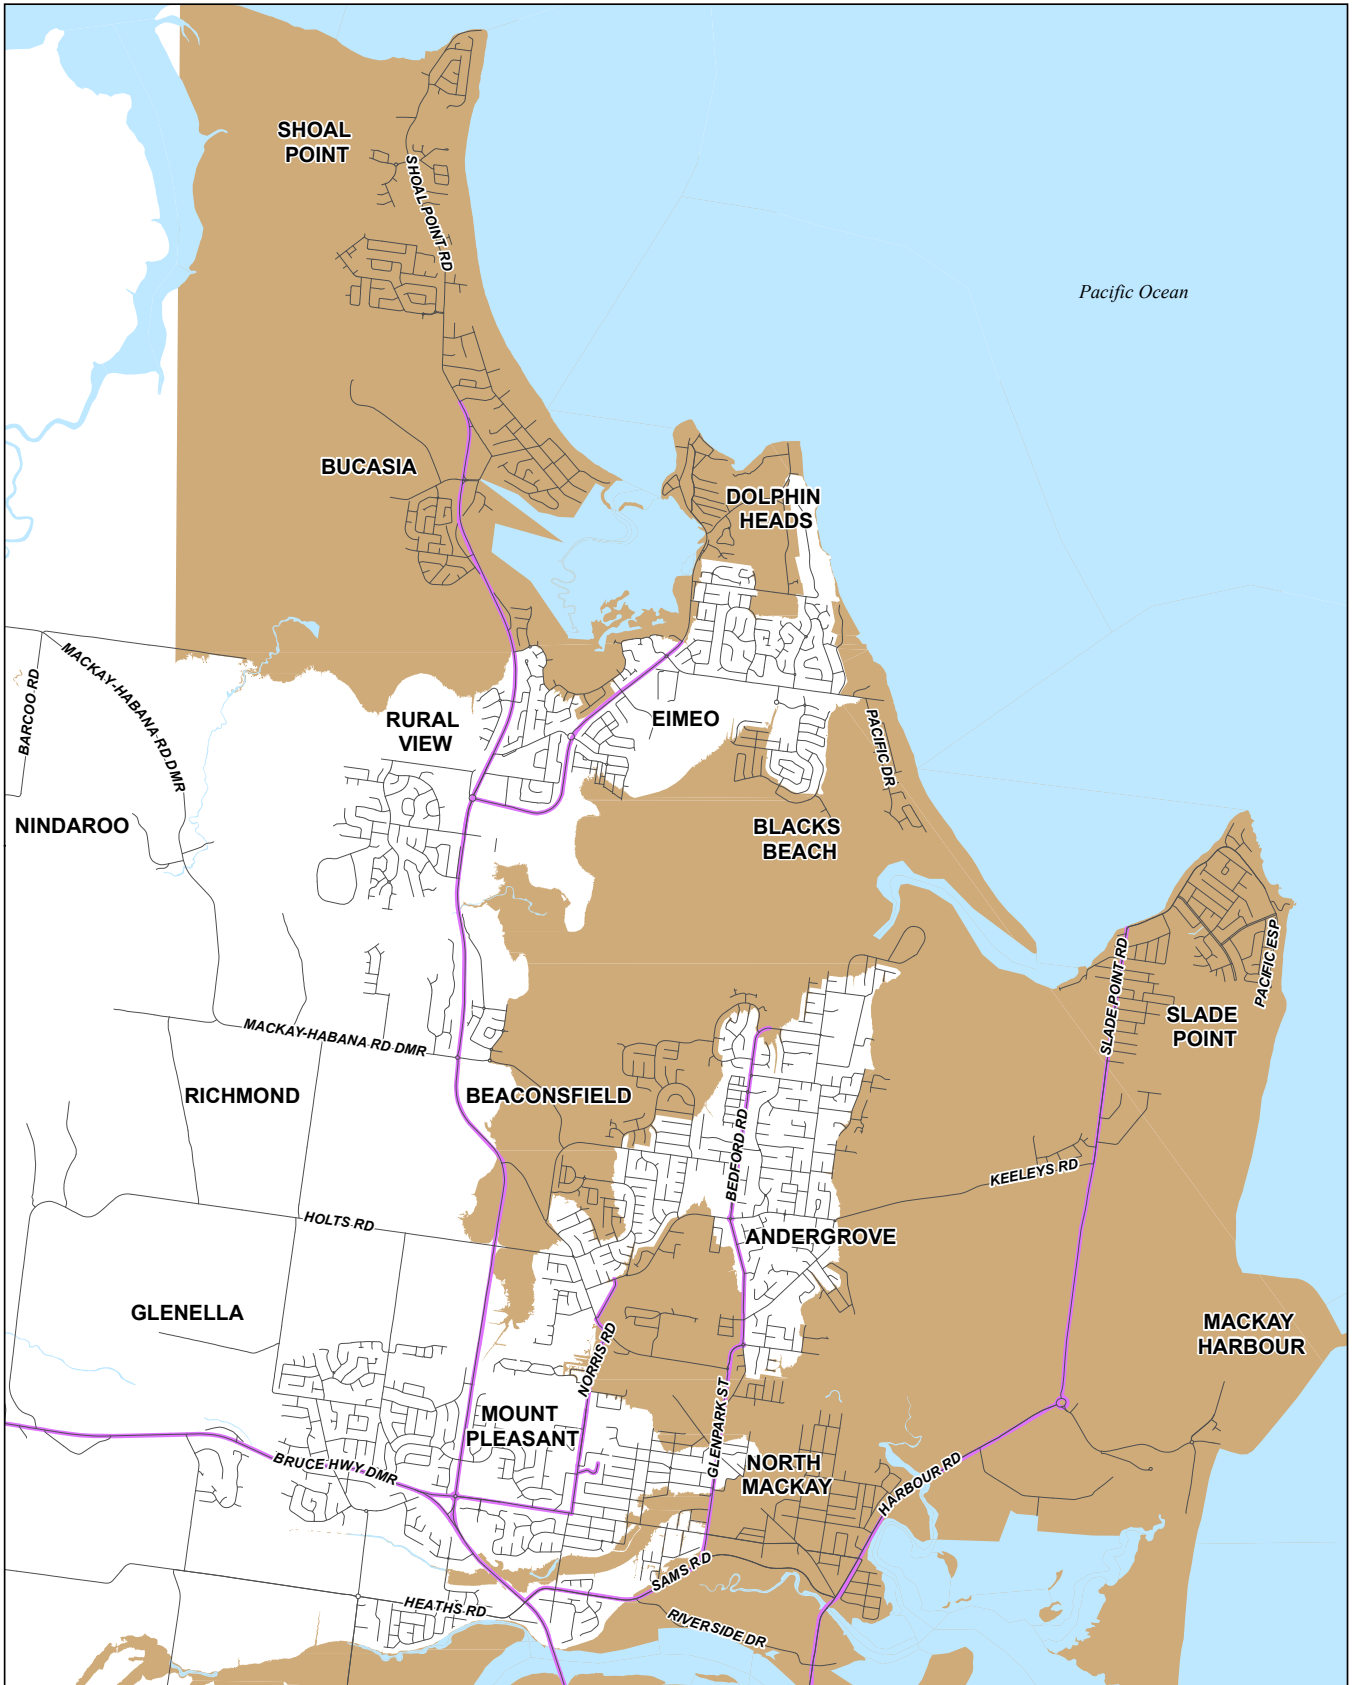 SHOAL
POINT
SHOAL POINT RD
Pacific Ocean
BUCASIA
DOLPHIN
HEADS
BARCOO RD
MACKAY-HABANA RD DMR
RURAL
VIEW
EIMEO
PACIFIC DR
NINDAROO
BLACKS
BEACH
SLADE POINT RD
PACIFIC ESP
SLADE
POINT
MACKAY-HABANA RD DMR
RICHMOND
BEACONSFIELD
BEDFORD RD
KEELEYS RD
HOLTS RD
ANDERGROVE
GLENELLA
MACKAY
HARBOUR
NORRIS RD
GLENPARK ST
MOUNT
PLEASANT
BRUCE HWY DMR
NORTH
MACKAY
HARBOUR RD
SAMS RD
HEATHS RD
RIVERSIDE DR